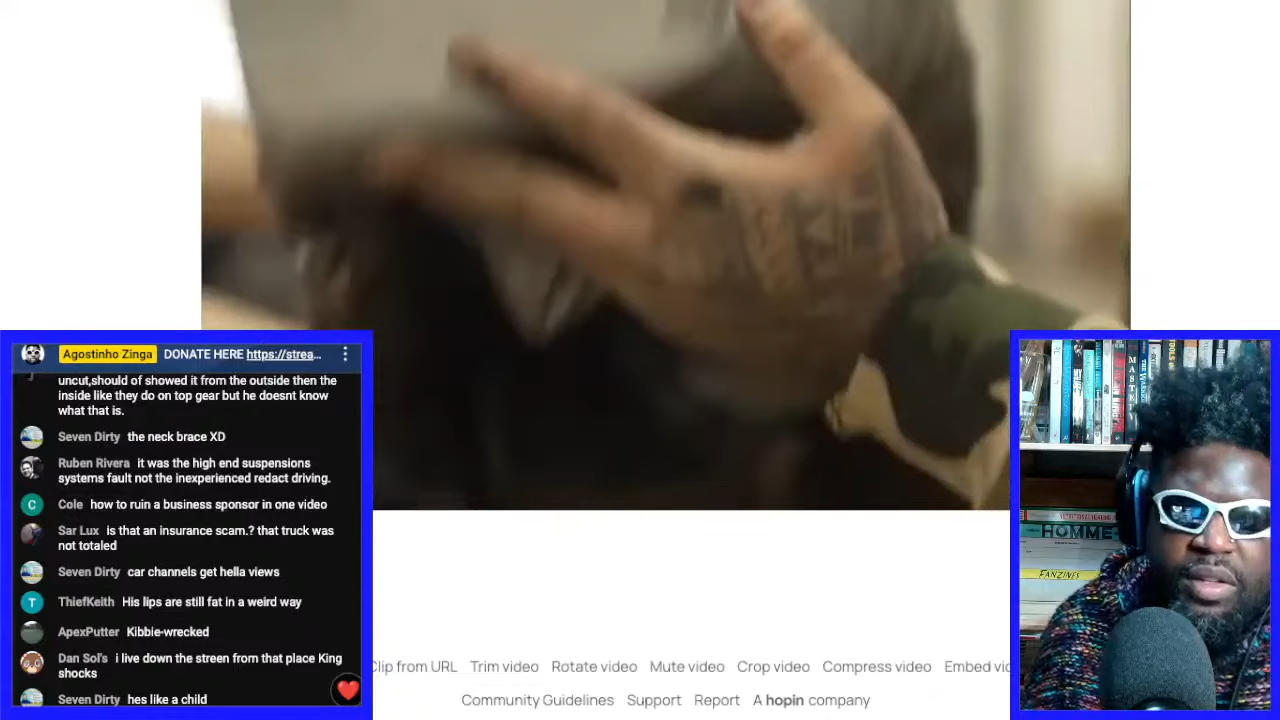 Agostinho Zinga DONATE HERE https://strea...
uncut,should of showed it from the outside then the
inside like they do on top gear but he doesnt know
what that is.
Seven Dirty the neck brace XD
Ruben Rivera it was the high end suspensions
systems fault not the inexperienced redact driving.
C Cole how to ruin a business sponsor in one video
Sar Lux is that an insurance scam.? that truck was
not totaled
Seven Dirty car channels get hella views
T ThiefKeith His lips are still fat in a weird way
ApexPutter Kibbie-wrecked
Dan Sol's i live down the streen from that place King
shocks
Seven Dirty hes like a child
Clip from URL Trim video Rotate video Mute video Crop video Compress video Embed vi
Community Guidelines Support Report A hopin company
MASTERY
HOMME
FANZINES